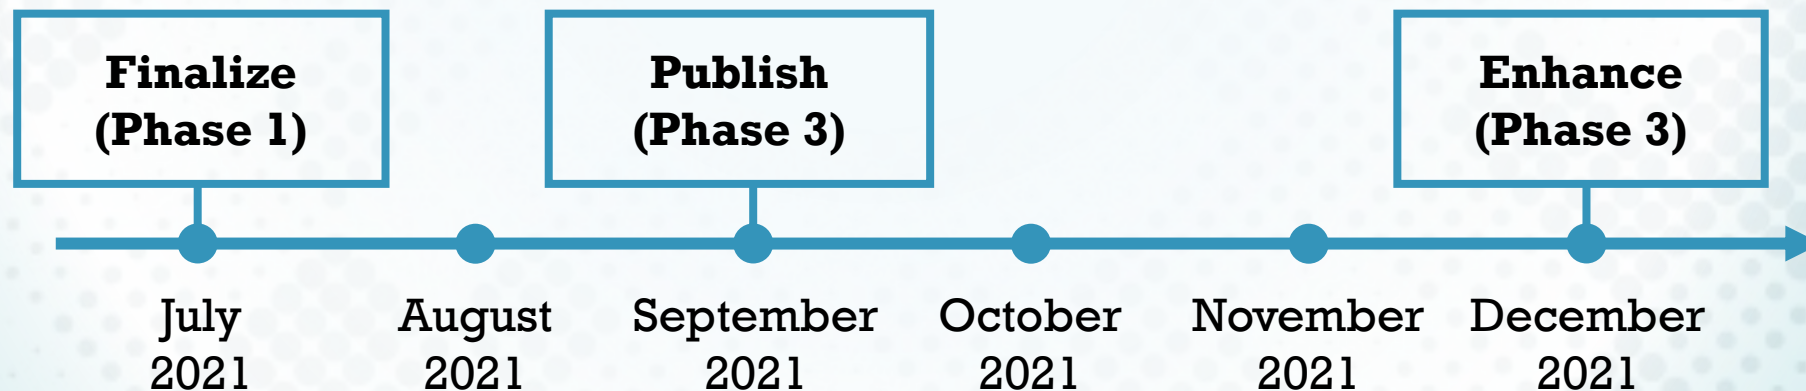 Finalize
(Phase 1)
Publish
(Phase 3)
Enhance
(Phase 3)
July
2021
August
2021
September
2021
October
2021
November
2021
December
2021